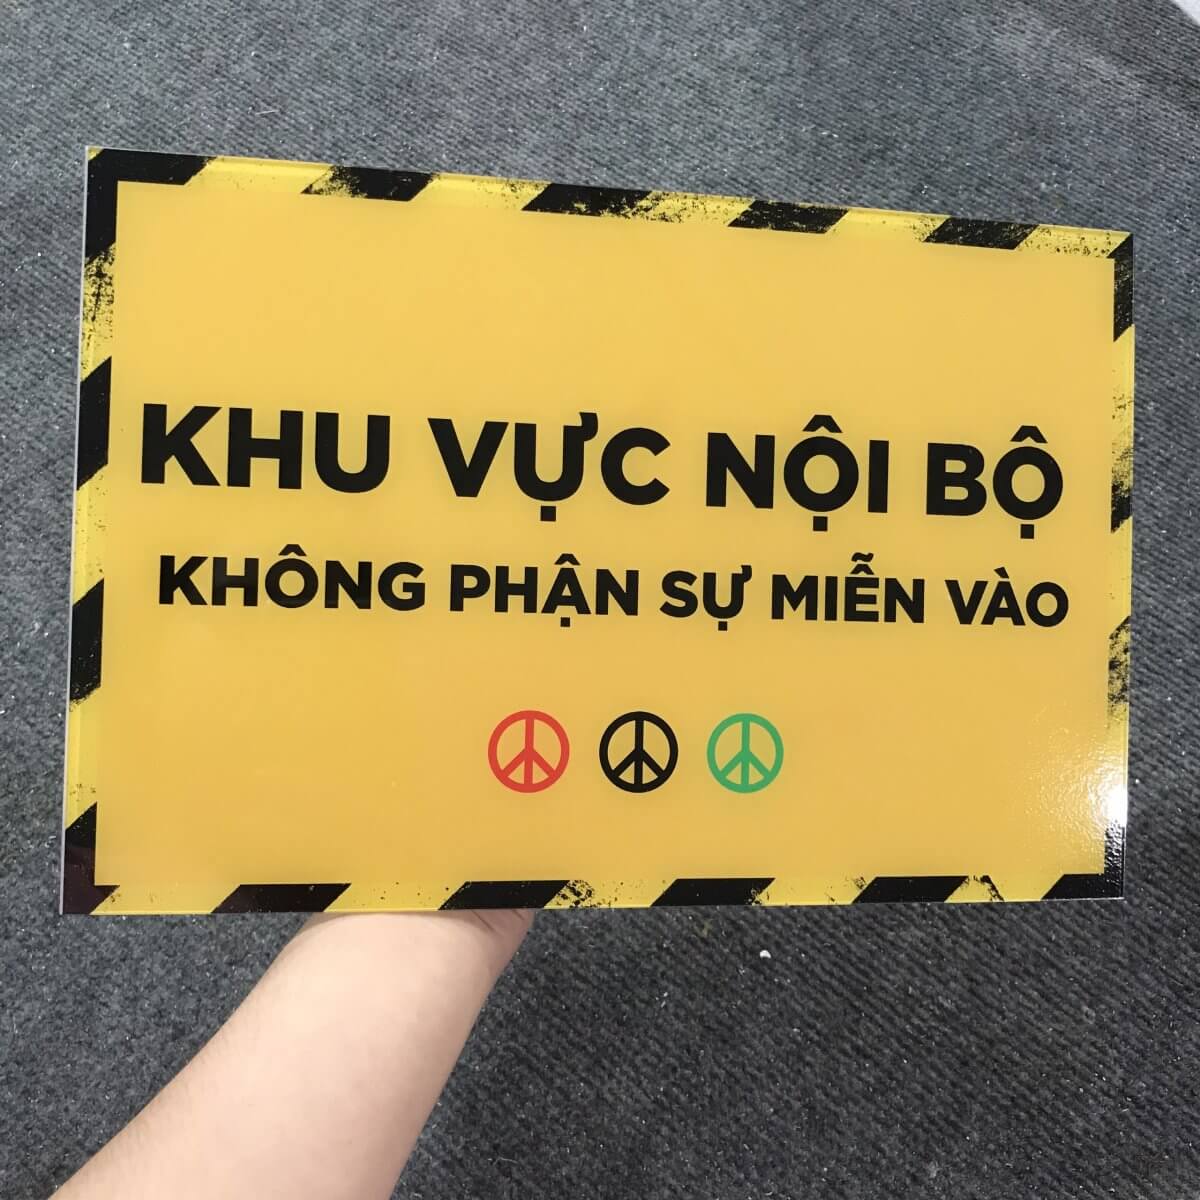 KHU VỰC NỘI BỘ
KHÔNG PHẬN SỰ MIỄN VÀO